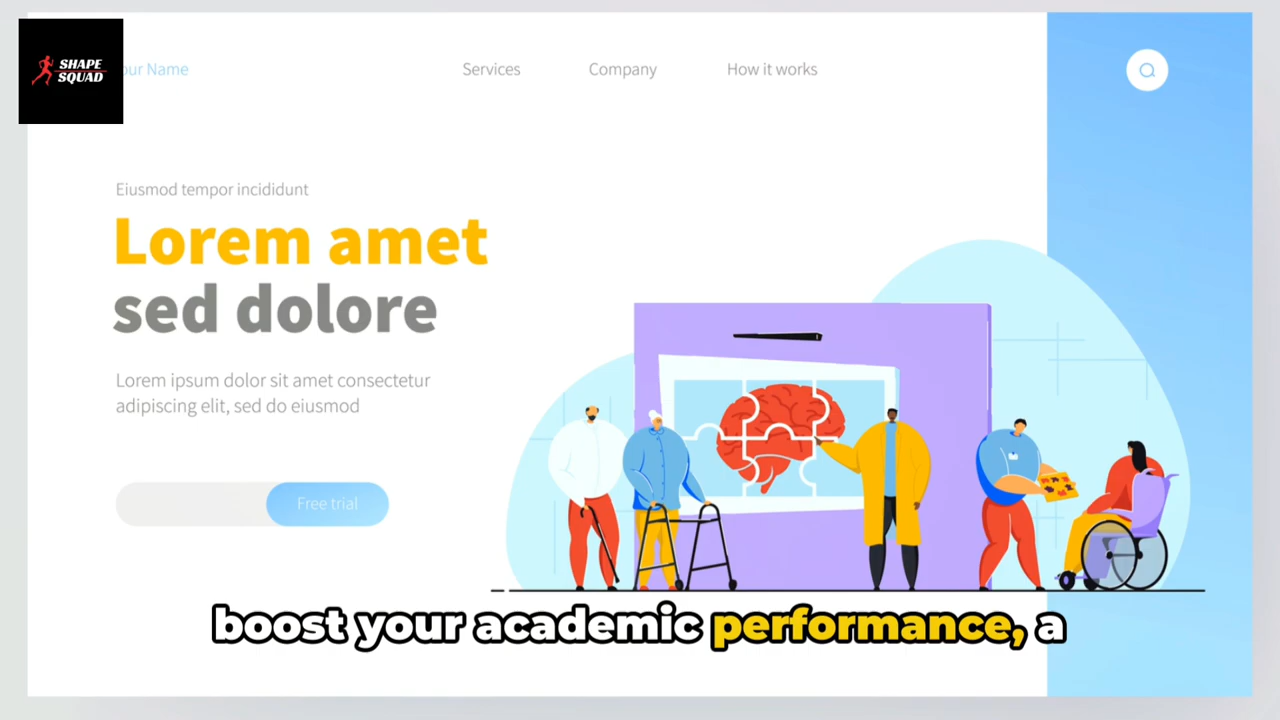 SHAPE
SQUAD
our Name
Services
Company
How it works
Eiusmod tempor incididunt
Lorem amet
sed dolore
Lorem ipsum dolor sit amet consectetur
adipiscing elit, sed do eiusmod
Free trial
boost your academic performance, a